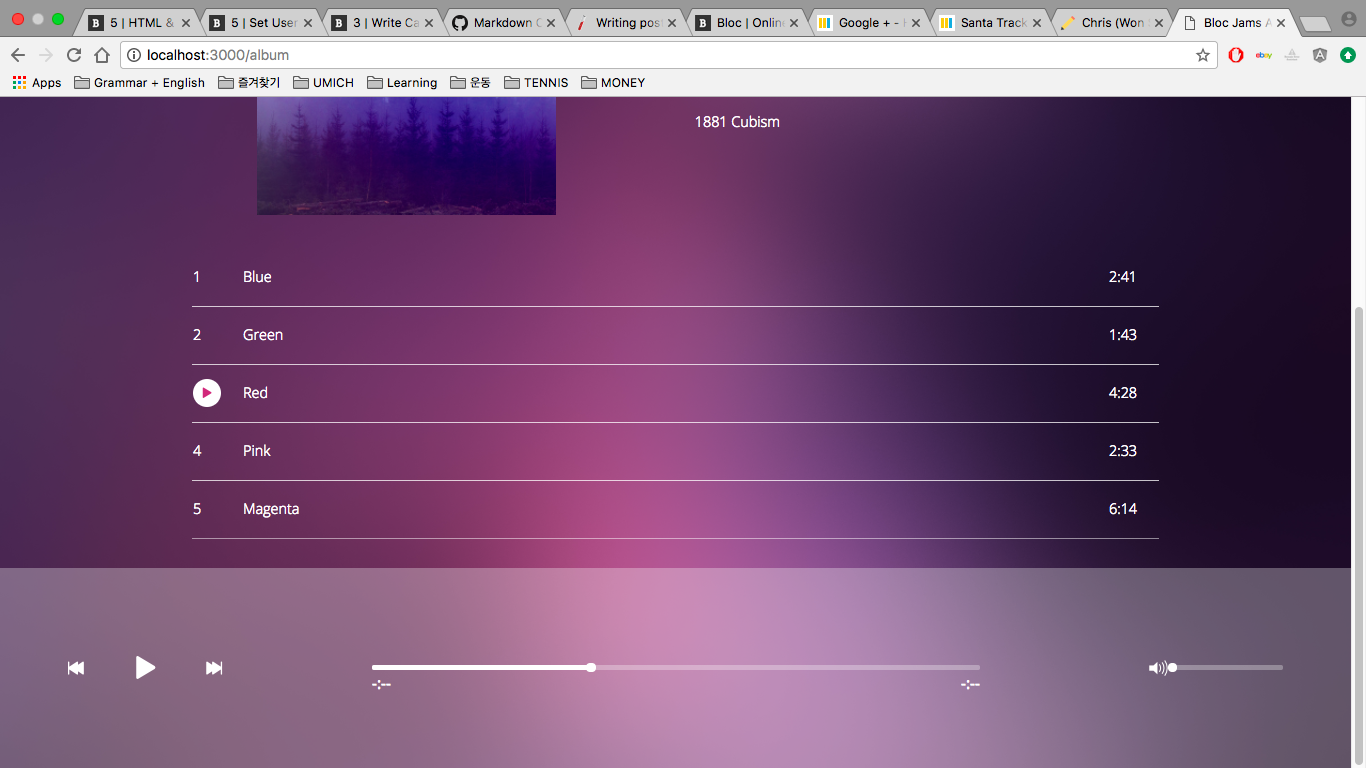 5 | HTML &
5 | Set User
3 | Write Ca
Markdown
Writing pos
Bloc | Onlin
Google + -
Santa Track
Chris (Won
Bloc Jams
localhost:3000/album
Apps
Grammar + English
즐겨찾기
UMICH
Learning
운동
TENNIS
MONEY
1881 Cubism
1 Blue 2:41
2 Green 1:43
Red 4:28
4 Pink 2:33
5 Magenta 6:14
-:-- -:--